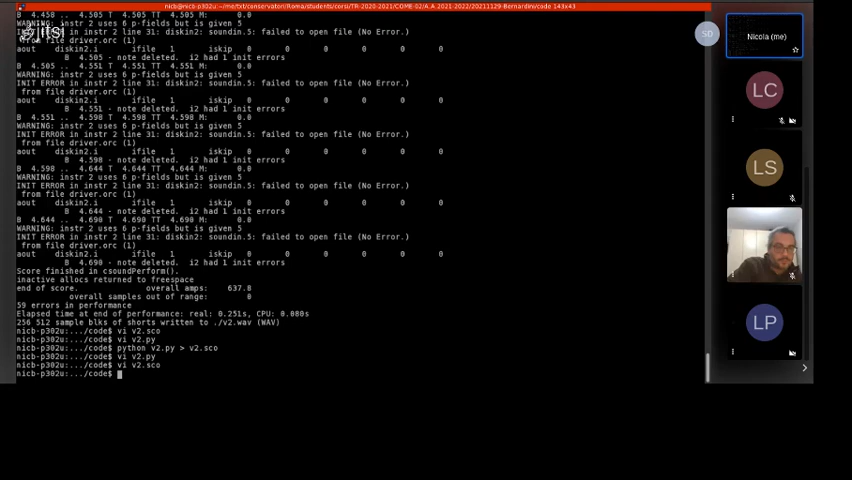 nicb-p302u: ~/me/txt/conservatori/Roma/students/corsi/TR-2020-2021/COME-02/A.A.2021-2022/20211129-Bernardini/code 143x43
B  4.458 ..  4.505 T  4.505 TT  4.505 M:      0.0
WARNING: instr 2 uses 6 p-fields but is given 5
INIT ERROR in instr 2 line 31: diskin2: soundin.5: failed to open file (No Error.)
from file driver.orc (1)
jitsi
aout    diskin2.i    ifile    1    iskip    0    0    0    0    0
B  4.505 - note deleted.  i2 had 1 init errors
B  4.505 ..  4.551 T  4.551 TT  4.551 M:      0.0
WARNING: instr 2 uses 6 p-fields but is given 5
INIT ERROR in instr 2 line 31: diskin2: soundin.5: failed to open file (No Error.)
from file driver.orc (1)
aout    diskin2.i    ifile    1    iskip    0    0    0    0    0
B  4.551 - note deleted.  i2 had 1 init errors
B  4.551 ..  4.598 T  4.598 TT  4.598 M:      0.0
WARNING: instr 2 uses 6 p-fields but is given 5
INIT ERROR in instr 2 line 31: diskin2: soundin.5: failed to open file (No Error.)
from file driver.orc (1)
aout    diskin2.i    ifile    1    iskip    0    0    0    0    0
B  4.598 - note deleted.  i2 had 1 init errors
B  4.598 ..  4.644 T  4.644 TT  4.644 M:      0.0
WARNING: instr 2 uses 6 p-fields but is given 5
INIT ERROR in instr 2 line 31: diskin2: soundin.5: failed to open file (No Error.)
from file driver.orc (1)
aout    diskin2.i    ifile    1    iskip    0    0    0    0    0
B  4.644 - note deleted.  i2 had 1 init errors
B  4.644 ..  4.690 T  4.690 TT  4.690 M:      0.0
WARNING: instr 2 uses 6 p-fields but is given 5
INIT ERROR in instr 2 line 31: diskin2: soundin.5: failed to open file (No Error.)
from file driver.orc (1)
aout    diskin2.i    ifile    1    iskip    0    0    0    0    0
B  4.690 - note deleted.  i2 had 1 init errors
Score finished in csoundPerform().
inactive allocs returned to freespace
end of score.              overall amps:    637.8
overall samples out of range:        0
59 errors in performance
Elapsed time at end of performance: real: 0.251s, CPU: 0.080s
256 512 sample blks of shorts written to ./v2.wav (WAV)
nicb-p302u:.../code$ vi v2.sco
nicb-p302u:.../code$ vi v2.py
nicb-p302u:.../code$ python v2.py > v2.sco
nicb-p302u:.../code$ vi v2.py
nicb-p302u:.../code$ vi v2.sco
nicb-p302u:.../code$
SD
Nicola (me)
LC
LS
LP